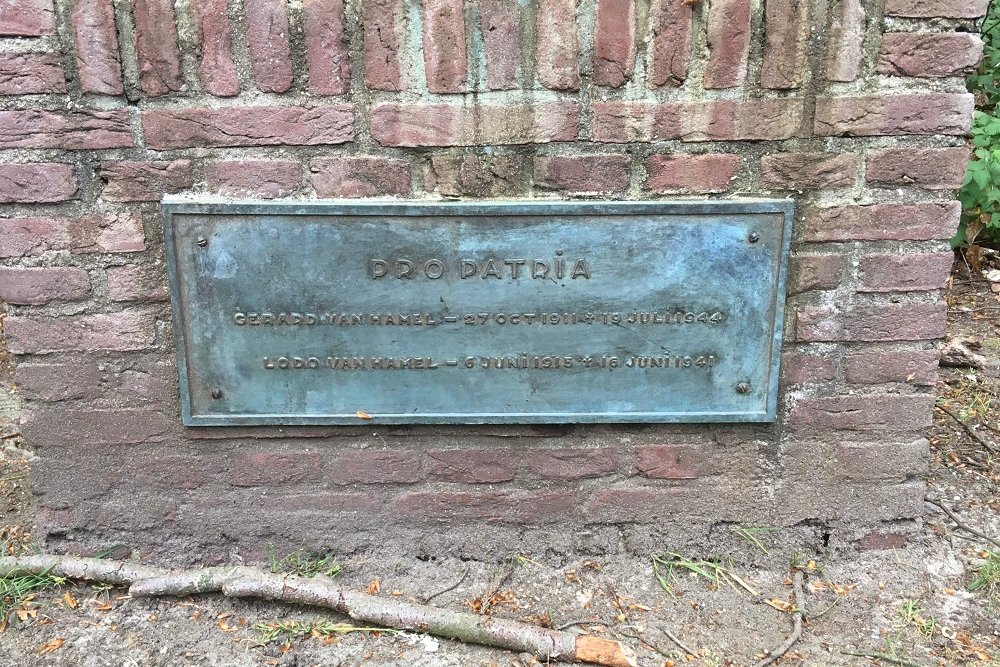 PRO PATRIA
GERARD VAN HAMEL - 27 OCT 1911 * 19 JULI 1944
LODO VAN HAMEL - 6 JUNI 1915 * 16 JUNI 1941